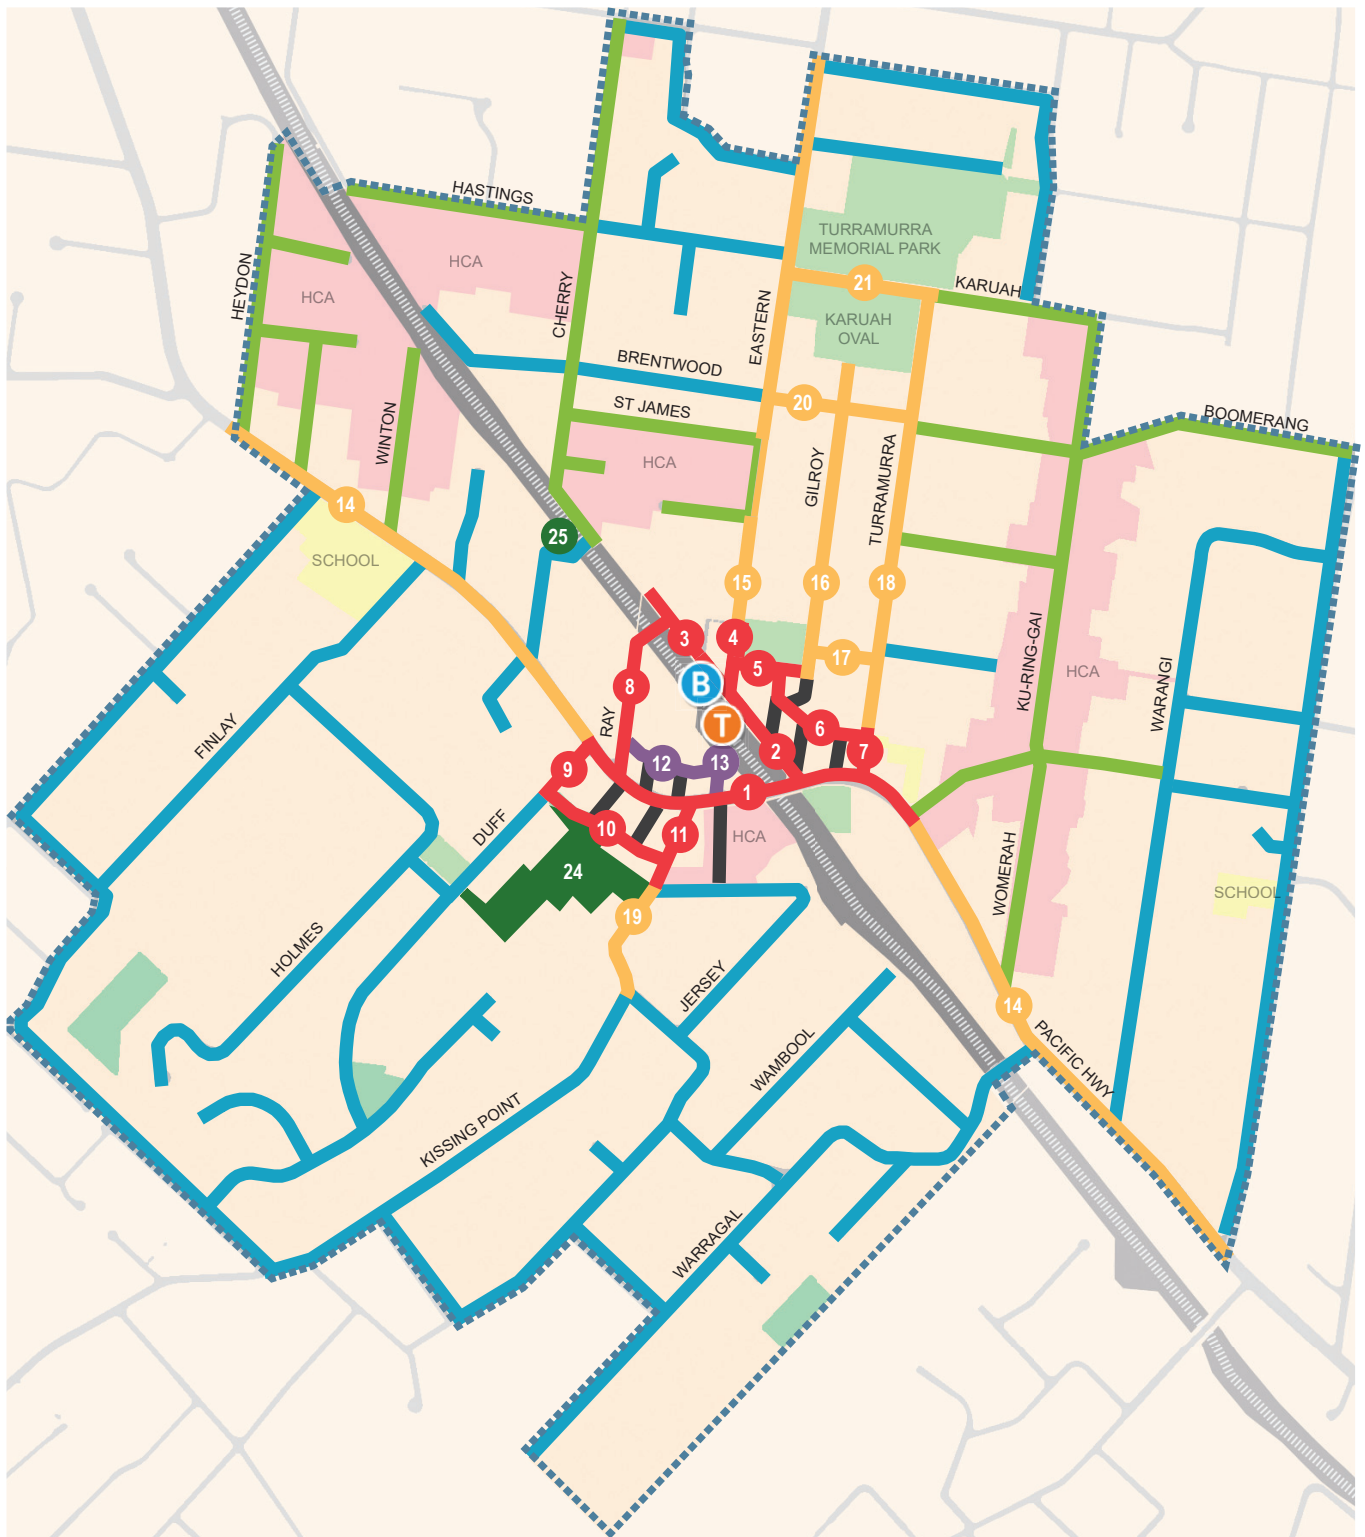 HASTINGS
TURRAMURRA
MEMORIAL PARK
HCA
HCA
HEYDON
CHERRY
21
KARUAH
KARUAH
OVAL
EASTERN
BRENTWOOD
20
ST JAMES
BOOMERANG
WINTON
HCA
GILROY
TURRAMURRA
14
25
SCHOOL
15
16
18
3
4
5
17
KU-RING-GAI
HCA
8
B
WARANGI
RAY
T
6
FINLAY
12
13
2
7
9
1
DUFF
10
11
HCA
24
WOMERAH
SCHOOL
19
HOLMES
JERSEY
14
WAMBOOL
PACIFIC HWY
KISSING POINT
WARRAGAL